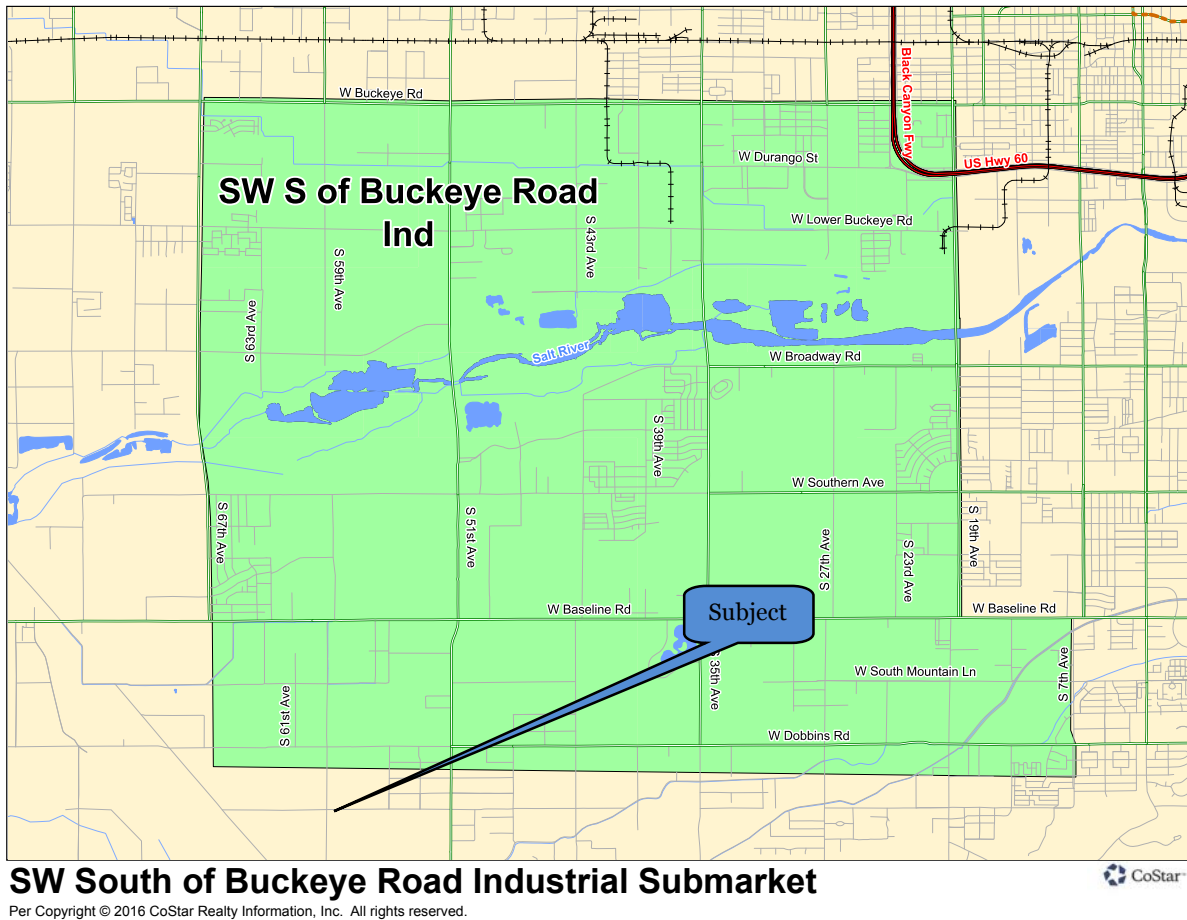 W Buckeye Rd
Black Canyon Fwy
W Durango St
US Hwy 60
SW S of Buckeye Road
Ind
W Lower Buckeye Rd
S 43rd Ave
S 59th Ave
S 63rd Ave
Salt River
W Broadway Rd
S 39th Ave
W Southern Ave
S 67th Ave
S 51st Ave
S 27th Ave
S 23rd Ave
S 19th Ave
W Baseline Rd
Subject
W Baseline Rd
S 35th Ave
W South Mountain Ln
S 7th Ave
S 61st Ave
W Dobbins Rd
SW South of Buckeye Road Industrial Submarket
CoStar™
Per Copyright © 2016 CoStar Realty Information, Inc. All rights reserved.